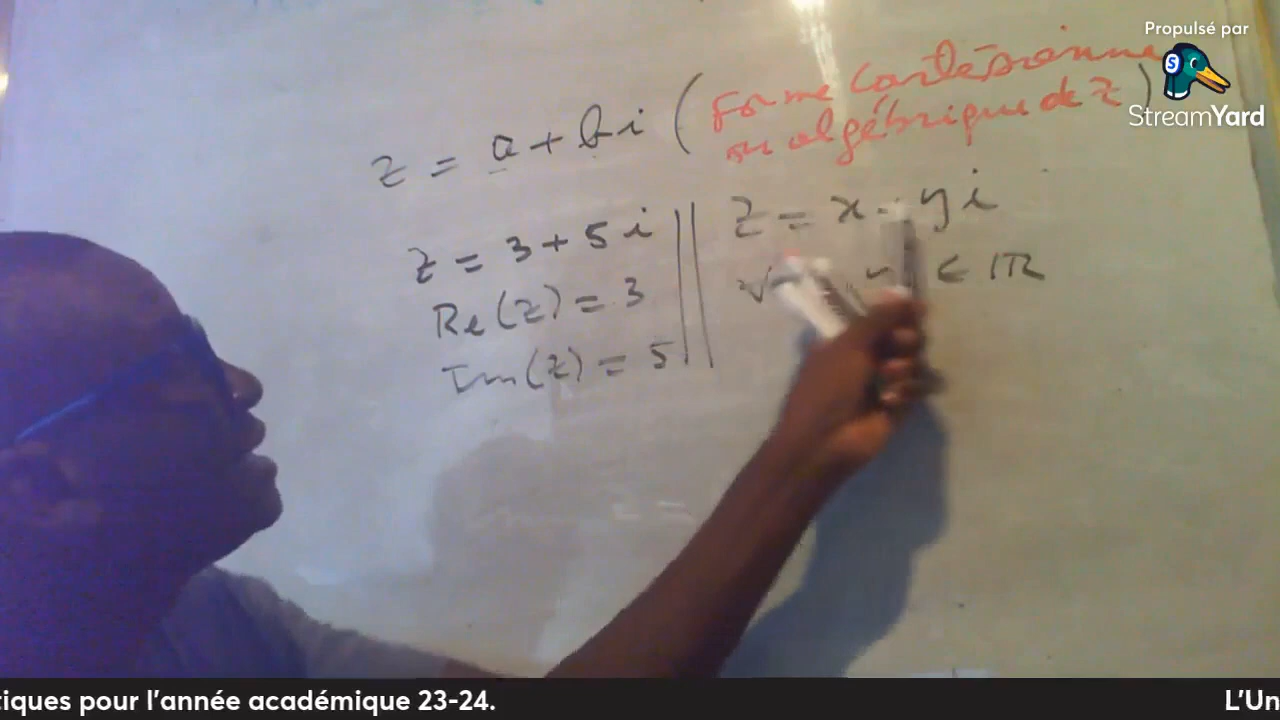 Propulsé par
StreamYard
z = a + bi (Forme Cartésienne
ou algébrique de z)
z = 3 + 5i
Re(z) = 3
Im(z) = 5
z = x yi
∈ IR
tiques pour l'année académique 23-24.
L'Un